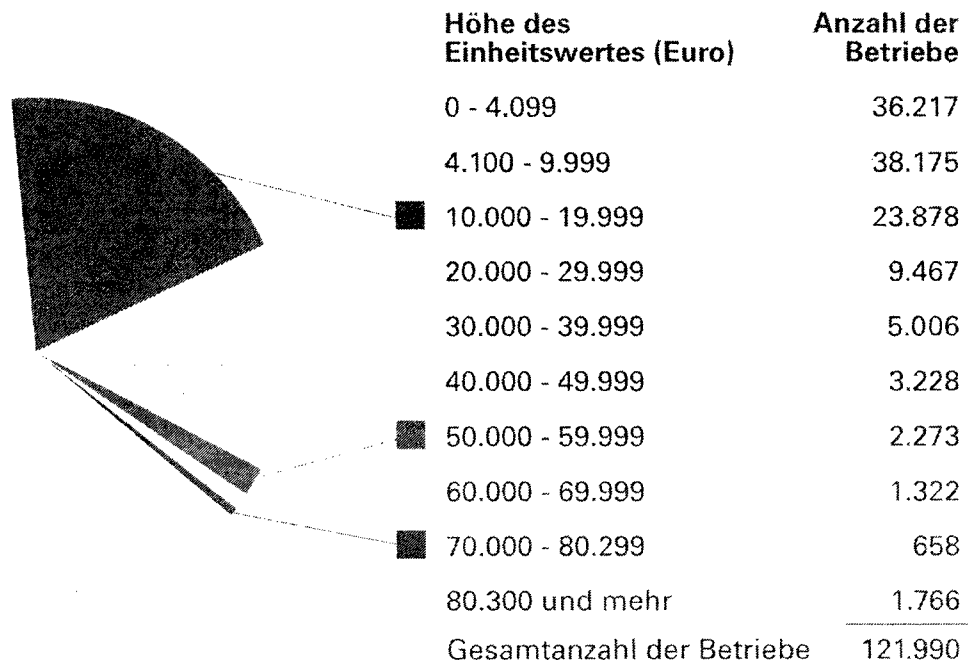 Höhe des Anzahl der
Einheitswertes (Euro) Betriebe
0 - 4.099 36.217
4.100 - 9.999 38.175
10.000 - 19.999 23.878
20.000 - 29.999 9.467
30.000 - 39.999 5.006
40.000 - 49.999 3.228
50.000 - 59.999 2.273
60.000 - 69.999 1.322
70.000 - 80.299 658
80.300 und mehr 1.766
Gesamtanzahl der Betriebe 121.990